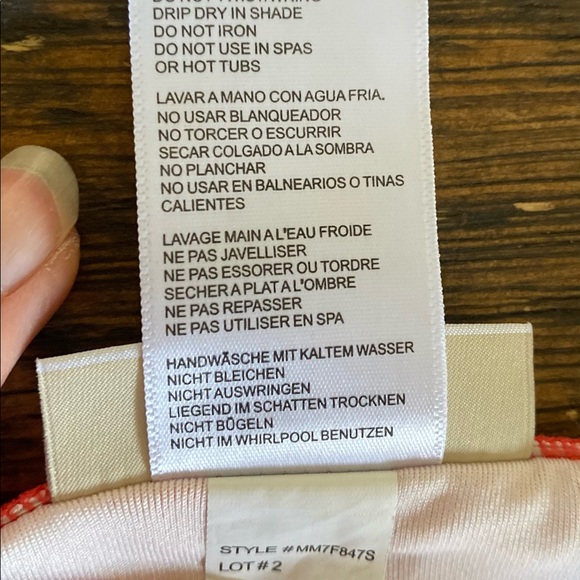 DO NOT TWIST/WRING
DRIP DRY IN SHADE
DO NOT IRON
DO NOT USE IN SPAS
OR HOT TUBS
LAVAR A MANO CON AGUA FRIA.
NO USAR BLANQUEADOR
NO TORCER O ESCURRIR
SECAR COLGADO A LA SOMBRA
NO PLANCHAR
NO USAR EN BALNEARIOS O TINAS
CALIENTES
LAVAGE MAIN A L'EAU FROIDE
NE PAS JAVELLISER
NE PAS ESSORER OU TORDRE
SECHER A PLAT A L'OMBRE
NE PAS REPASSER
NE PAS UTILISER EN SPA
HANDWÄSCHE MIT KALTEM WASSER
NICHT BLEICHEN
NICHT AUSWRINGEN
LIEGEND IM SCHATTEN TROCKNEN
NICHT BÜGELN
NICHT IM WHIRLPOOL BENUTZEN
STYLE #MM7F847S
LOT # 2